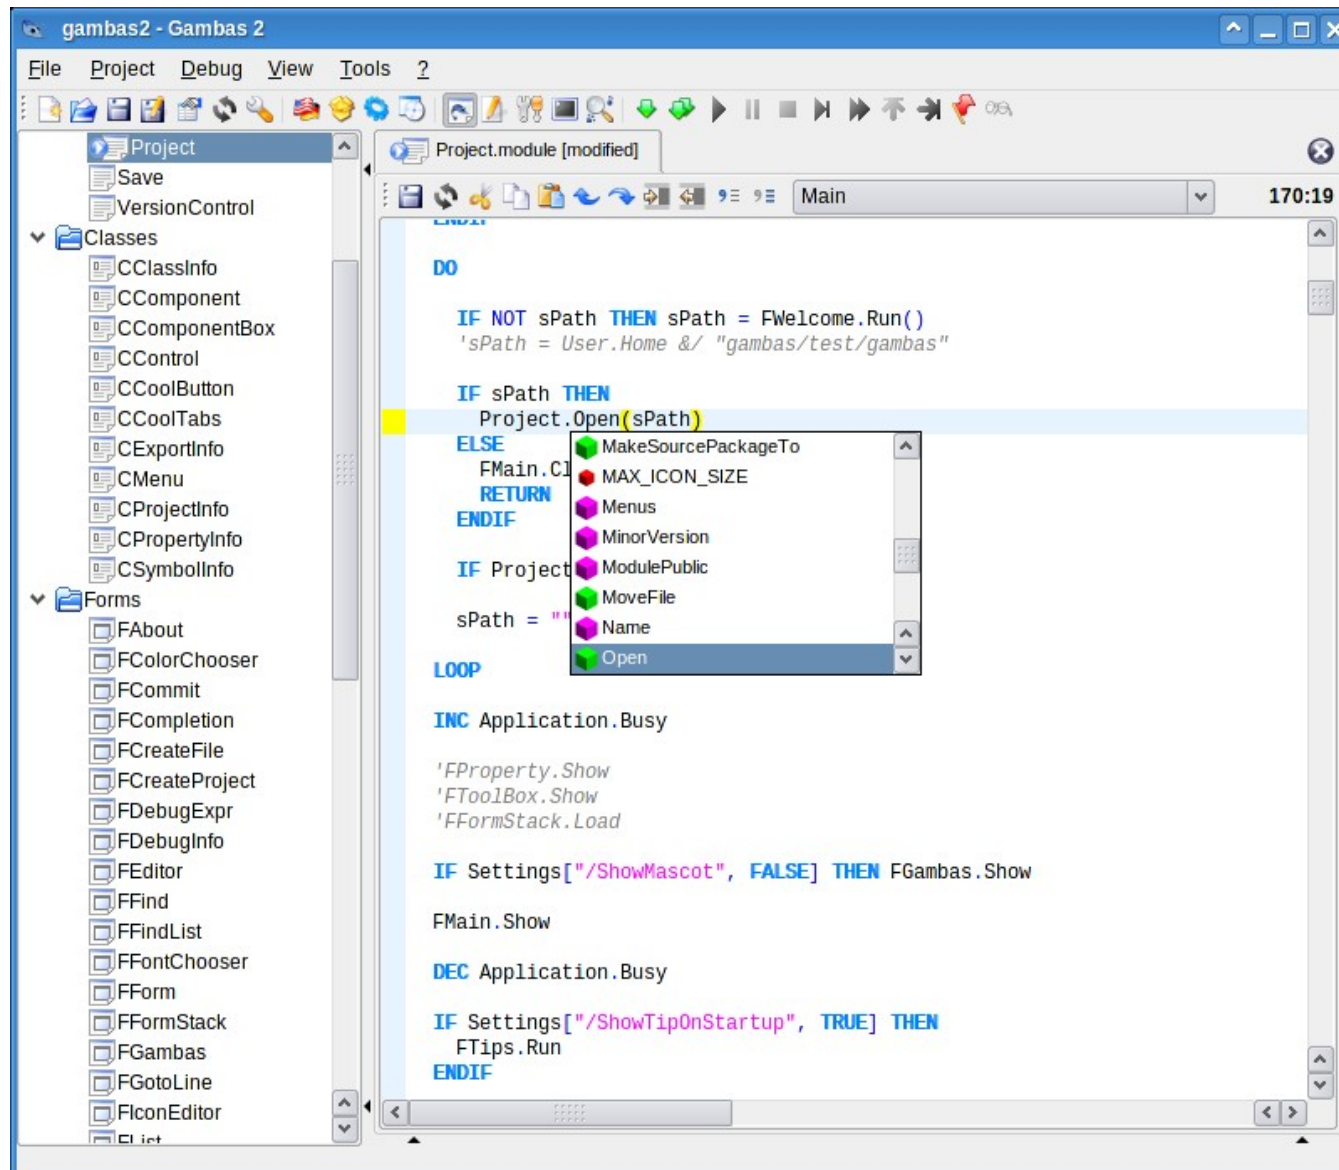 gambas2 - Gambas 2
File Project Debug View Tools ?
Project
Save
VersionControl
Classes
CClassInfo
CComponent
CComponentBox
CControl
CCoolButton
CCoolTabs
CExportInfo
CMenu
CProjectInfo
CPropertyInfo
CSymbolInfo
Forms
FAbout
FColorChooser
FCommit
FCompletion
FCreateFile
FCreateProject
FDebugExpr
FDebugInfo
FEditor
FFind
FFindList
FFontChooser
FForm
FFormStack
FGambas
FGotoLine
FIconEditor
FList
Project.module [modified]
Main 170:19
ENDIF
DO
IF NOT sPath THEN sPath = FWelcome.Run()
'sPath = User.Home &/ "gambas/test/gambas"
IF sPath THEN
Project.Open(sPath)
ELSE
FMain.Cl
RETURN
ENDIF
IF Project
sPath = ""
LOOP
MakeSourcePackageTo
MAX_ICON_SIZE
Menus
MinorVersion
ModulePublic
MoveFile
Name
Open
INC Application.Busy
'FProperty.Show
'FToolBox.Show
'FFormStack.Load
IF Settings["/ShowMascot", FALSE] THEN FGambas.Show
FMain.Show
DEC Application.Busy
IF Settings["/ShowTipOnStartup", TRUE] THEN
FTips.Run
ENDIF